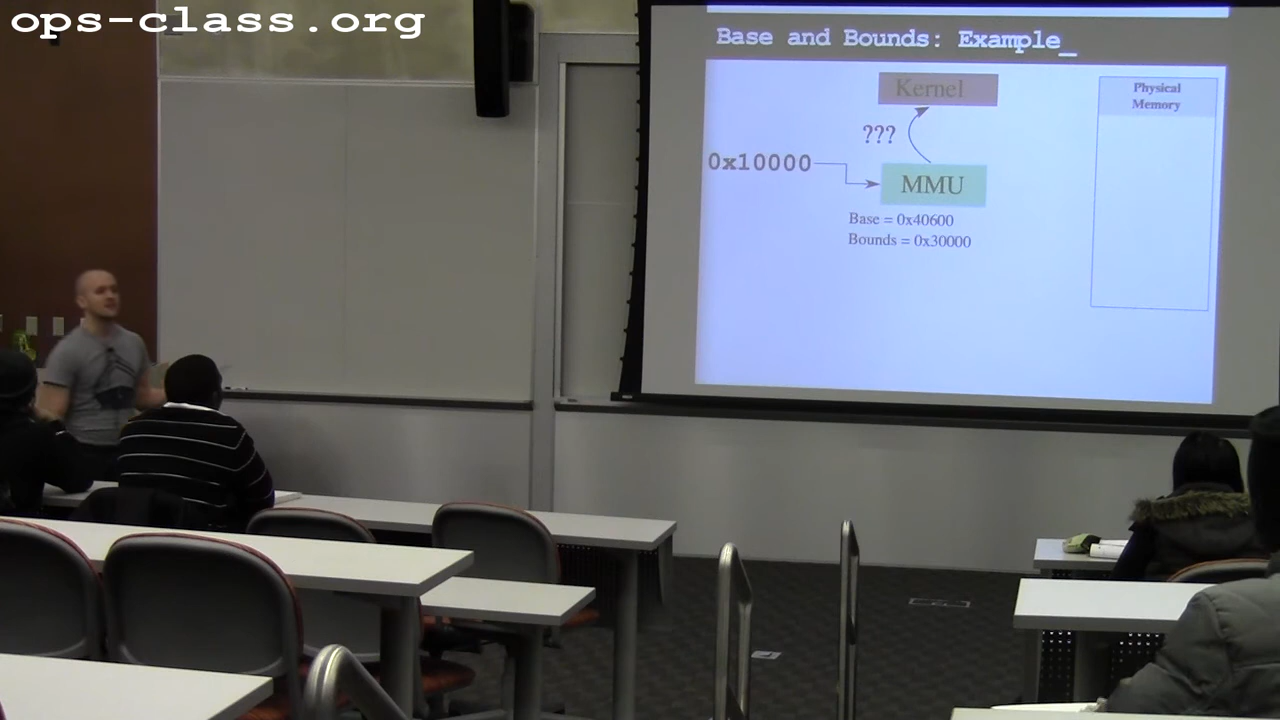 ops-class.org
Base and Bounds: Example_
Kernel
Physical
Memory
???
0x10000
MMU
Base = 0x40600
Bounds = 0x30000